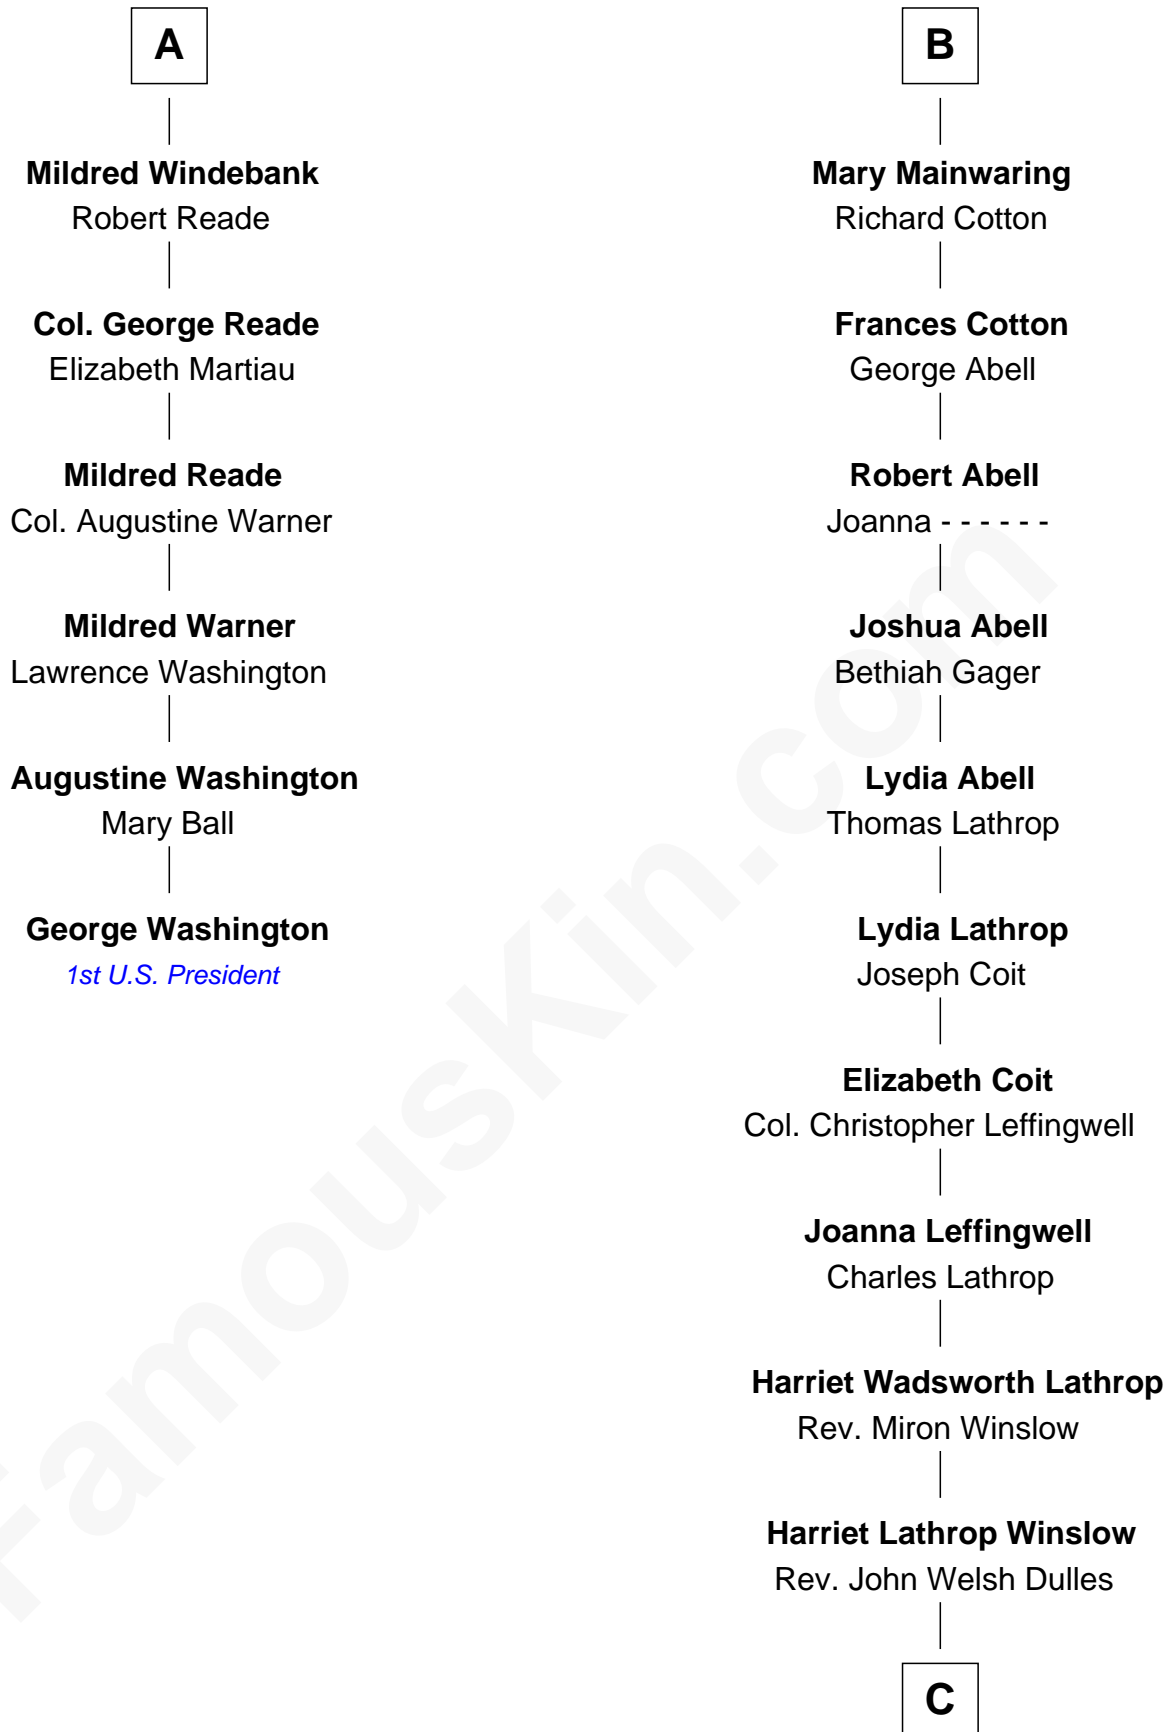 A
Mildred Windebank
Robert Reade
Col. George Reade
Elizabeth Martiau
Mildred Reade
Col. Augustine Warner
Mildred Warner
Lawrence Washington
Augustine Washington
Mary Ball
George Washington
1st U.S. President
B
Mary Mainwaring
Richard Cotton
Frances Cotton
George Abell
Robert Abell
Joanna - - - - - -
Joshua Abell
Bethiah Gager
Lydia Abell
Thomas Lathrop
Lydia Lathrop
Joseph Coit
Elizabeth Coit
Col. Christopher Leffingwell
Joanna Leffingwell
Charles Lathrop
Harriet Wadsworth Lathrop
Rev. Miron Winslow
Harriet Lathrop Winslow
Rev. John Welsh Dulles
C
FamousKin.com